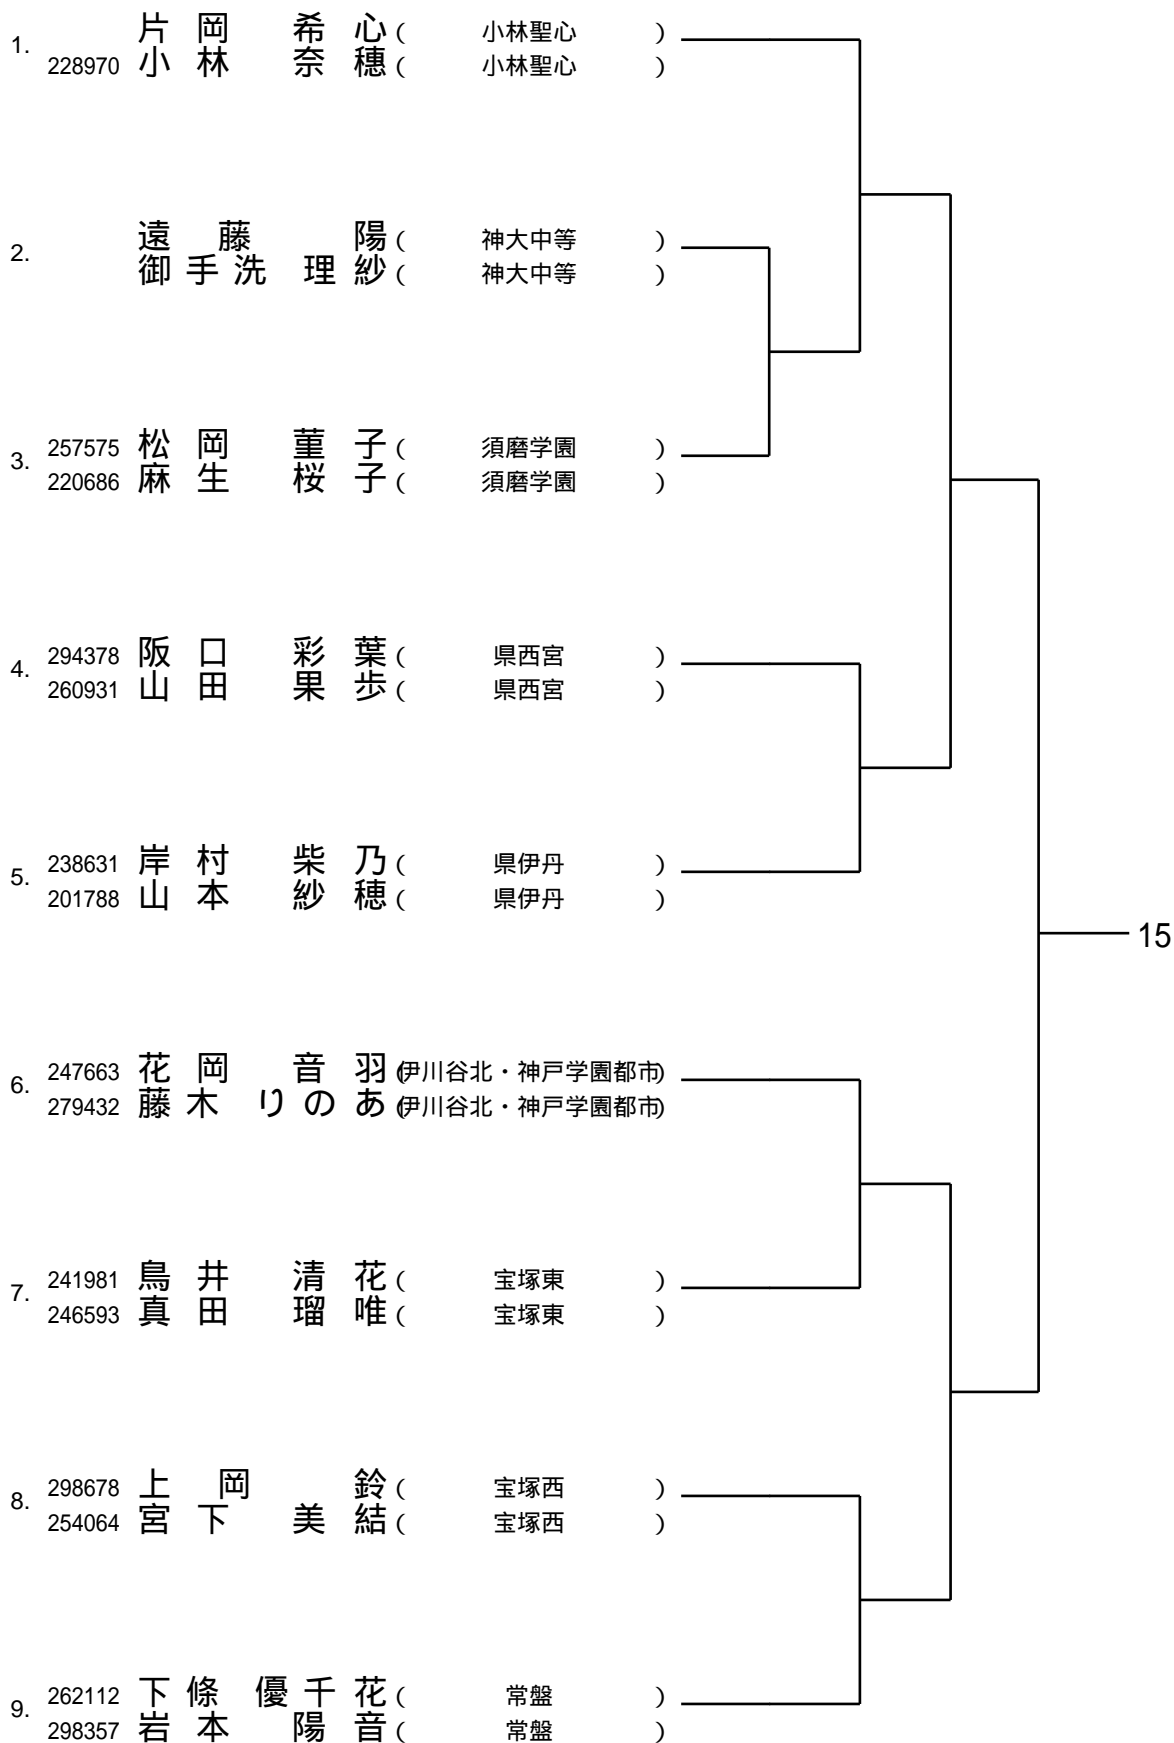 1. 片岡 希心 ( 小林聖心 )
228970 小林 奈穗 ( 小林聖心 )
2. 遠藤 陽 ( 神大中等 )
御手洗 理紗 ( 神大中等 )
3. 257575 松岡 菫子 ( 須磨学園 )
220686 麻生 桜子 ( 須磨学園 )
4. 294378 阪口 彩葉 ( 県西宮 )
260931 山田 果歩 ( 県西宮 )
5. 238631 岸村 柴乃 ( 県伊丹 )
201788 山本 紗穂 ( 県伊丹 )
15
6. 247663 花岡 音羽 (伊川谷北・神戸学園都市)
279432 藤木 りのあ (伊川谷北・神戸学園都市)
7. 241981 鳥井 清花 ( 宝塚東 )
246593 真田 瑠唯 ( 宝塚東 )
8. 298678 上岡 鈴 ( 宝塚西 )
254064 宮下 美結 ( 宝塚西 )
9. 262112 下條 優千花 ( 常盤 )
298357 岩本 陽音 ( 常盤 )